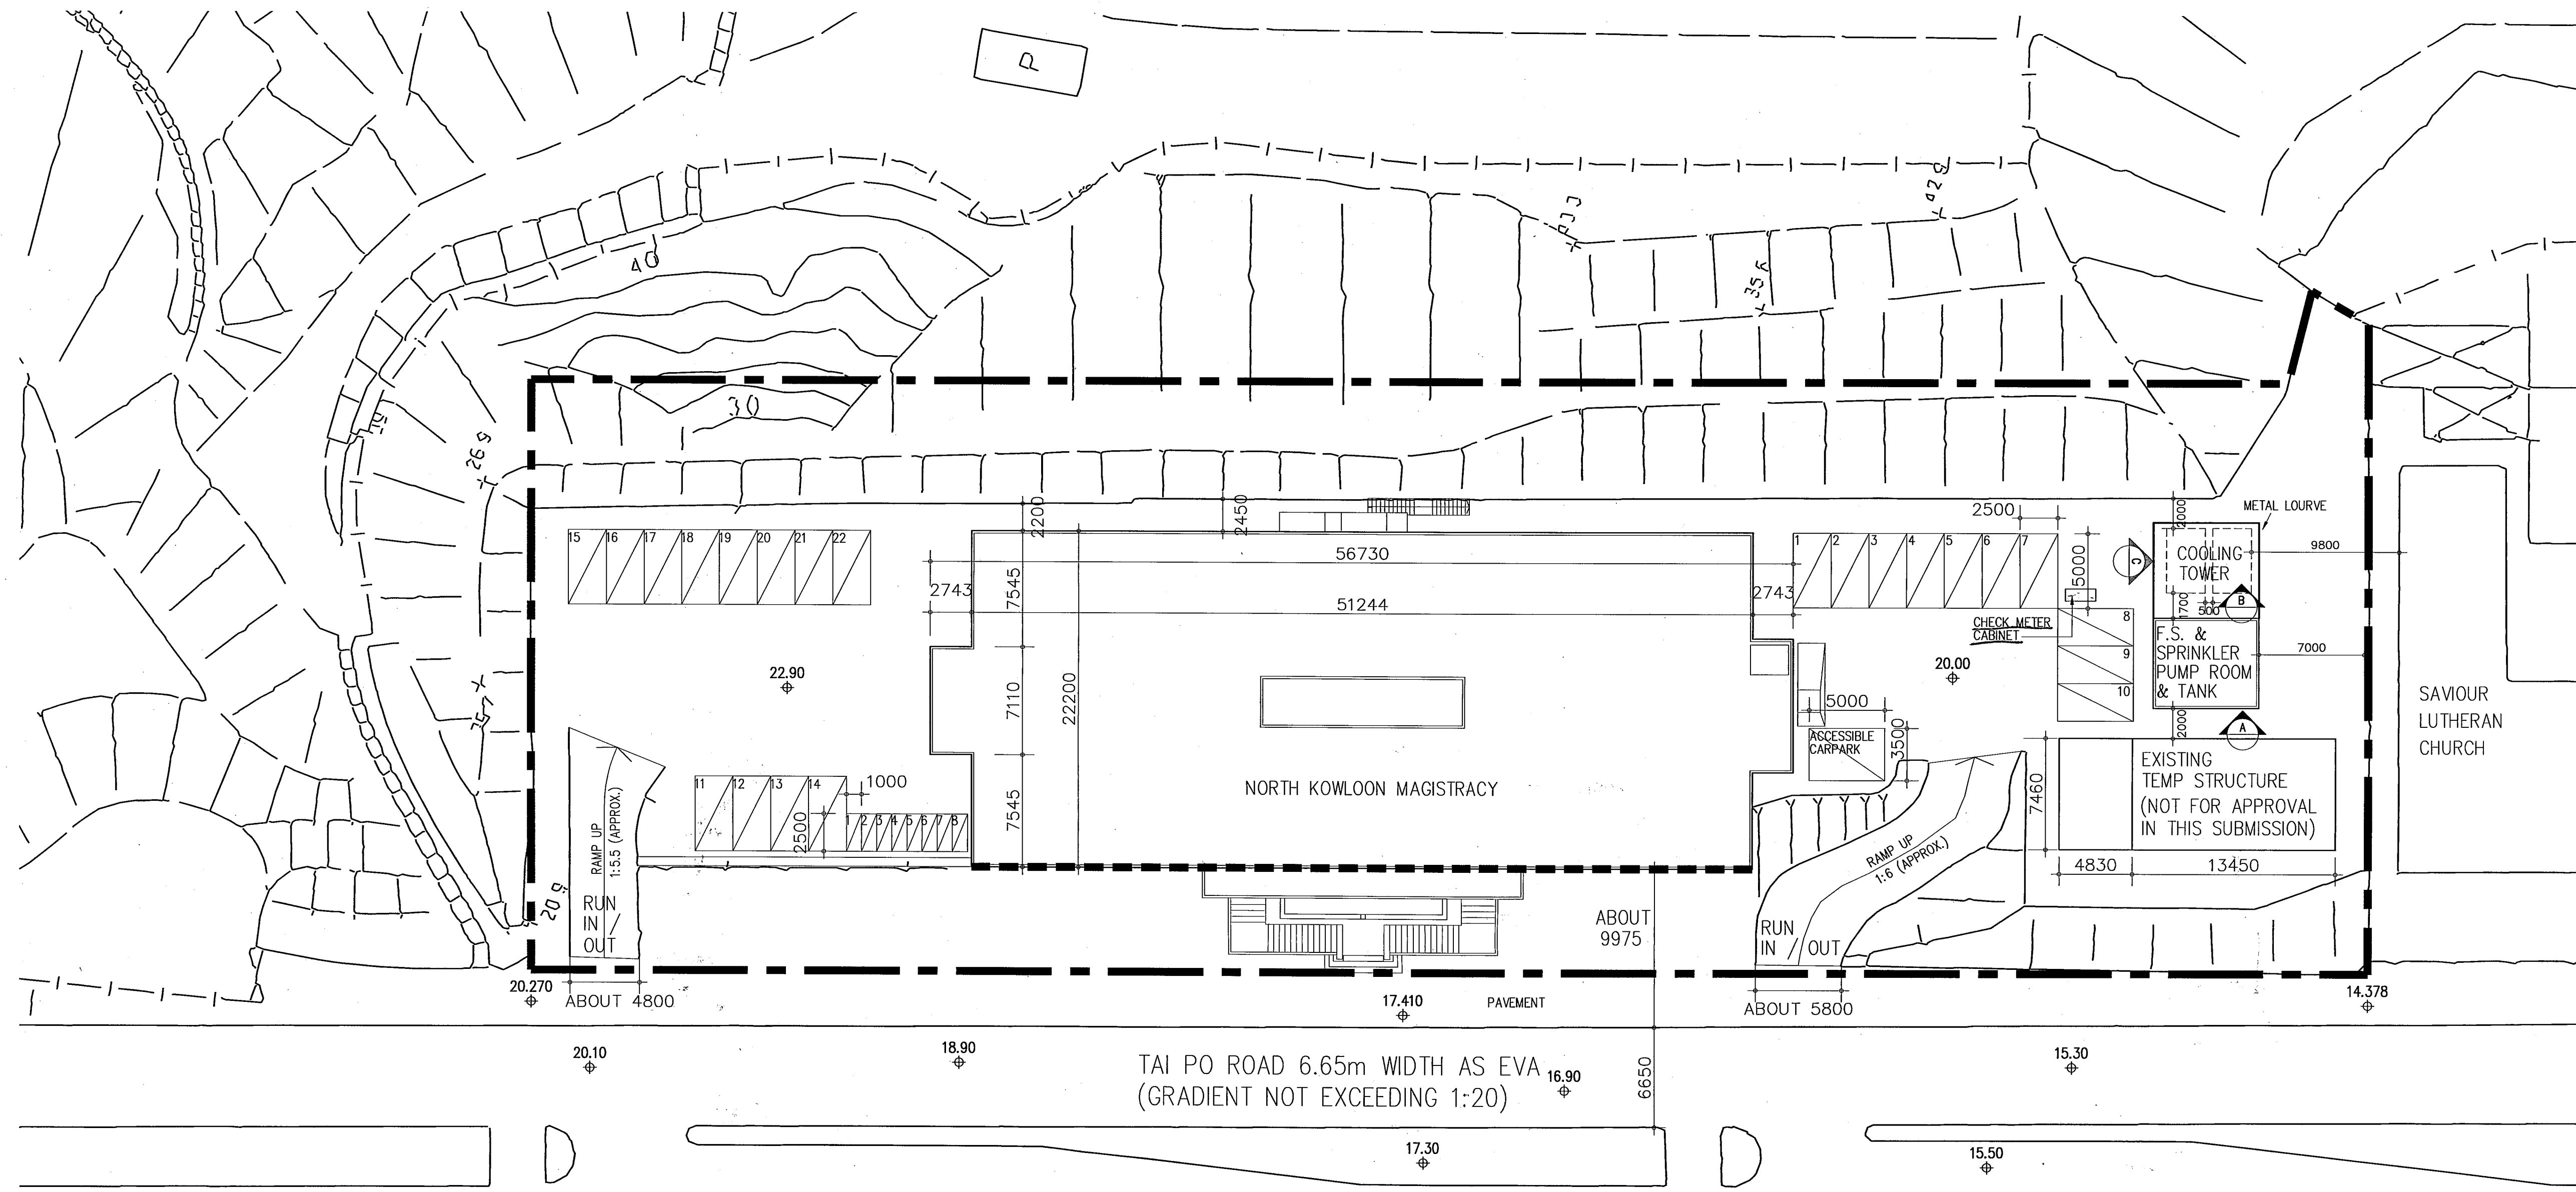 P
40
30
26.9
20.9
2200
2450
2500
2000
METAL LOURVE
15 16 17 18 19 20 21 22
56730
1 2 3 4 5 6 7
5000
C
COOLING
TOWER
9800
2743
7545
51244
2743
1700
500
B
CHECK METER
CABINET
8
9
10
F.S. &
SPRINKLER
PUMP ROOM
& TANK
7000
22.90
7110
22200
20.00
5000
2000
A
ACCESSIBLE
CARPARK
3500
SAVIOUR
LUTHERAN
CHURCH
RAMP UP
1:5.5 (APPROX.)
11 12 13 14
1000
2500
1 2 3 4 5 6 7 8
7545
NORTH KOWLOON MAGISTRACY
RAMP UP
1:6 (APPROX.)
7460
EXISTING
TEMP STRUCTURE
(NOT FOR APPROVAL
IN THIS SUBMISSION)
4830
13450
RUN
IN /
OUT
ABOUT
9975
RUN
IN / OUT
20.270
ABOUT 4800
17.410
PAVEMENT
ABOUT 5800
14.378
20.10
18.90
TAI PO ROAD 6.65m WIDTH AS EVA
(GRADIENT NOT EXCEEDING 1:20)
16.90
6650
15.30
17.30
15.50